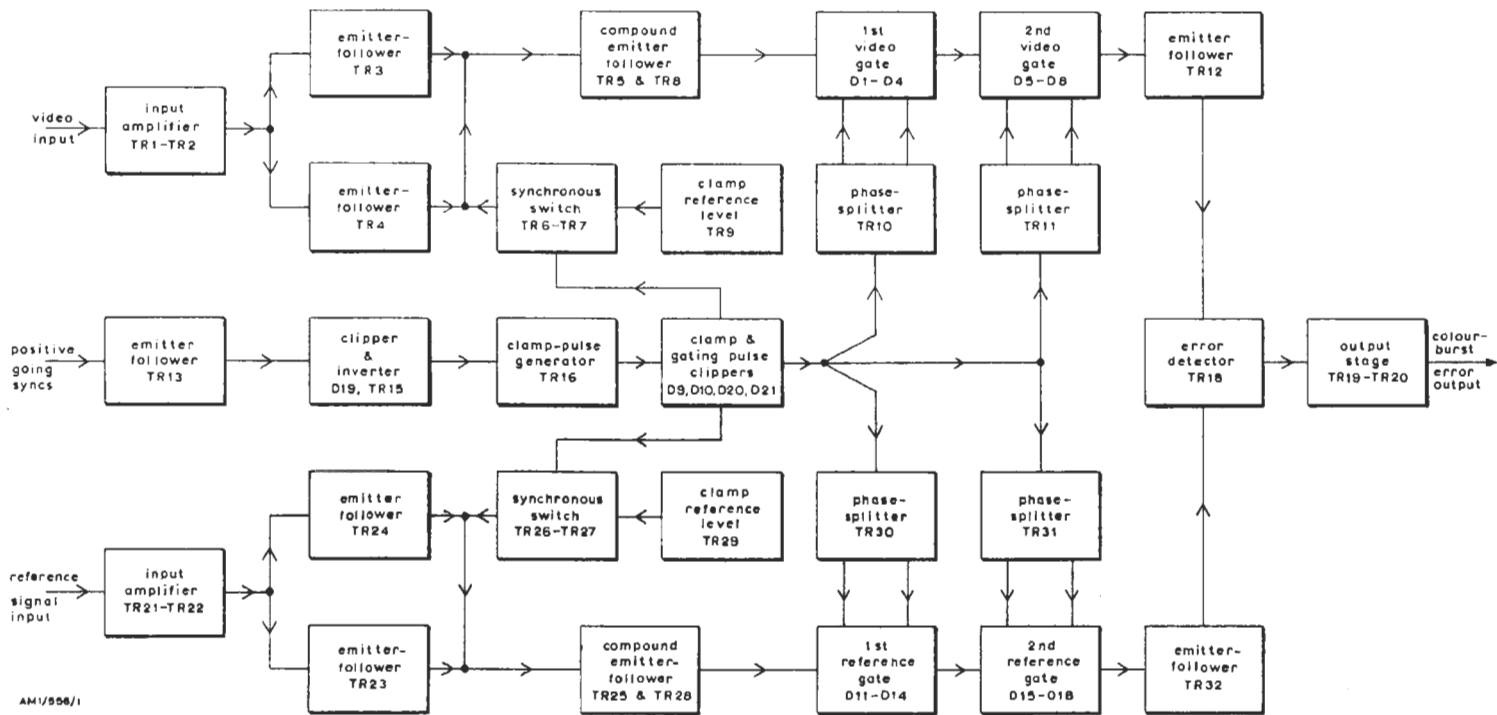 emitter-
follower
TR3
compound
emitter
follower
TR5 & TR8
1st
video
gate
D1-D4
2nd
video
gate
D5-D8
emitter
follower
TR12
video
input
input
amplifier
TR1-TR2
emitter-
follower
TR4
synchronous
switch
TR6-TR7
clamp
reference
level
TR9
phase-
splitter
TR10
phase-
splitter
TR11
positive
going
syncs
emitter
follower
TR13
clipper
&
inverter
D19, TR15
clamp-pulse
generator
TR16
clamp &
gating pulse
clippers
D9, D10, D20, D21
error
detector
TR18
output
stage
TR19-TR20
colour-
burst
error
output
reference
signal
input
input
amplifier
TR21-TR22
emitter
follower
TR24
synchronous
switch
TR26-TR27
clamp
reference
level
TR29
phase-
splitter
TR30
phase-
splitter
TR31
emitter-
follower
TR23
compound
emitter-
follower
TR25 & TR28
1st
reference
gate
D11-D14
2nd
reference
gate
D15-D18
emitter-
follower
TR32
AM1/556/1